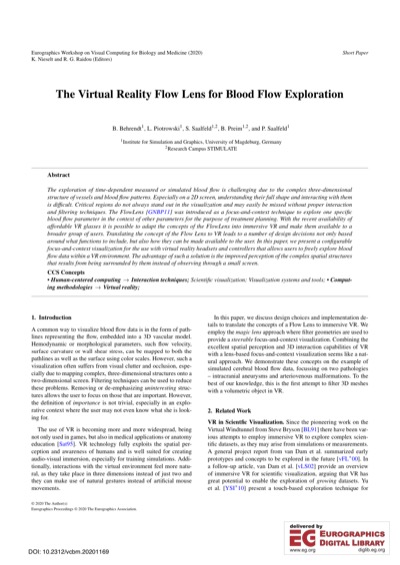 Eurographics Workshop on Visual Computing for Biology and Medicine (2020)
K. Nieselt and R. G. Raidou (Editors)
Short Paper
The Virtual Reality Flow Lens for Blood Flow Exploration
B. Behrendt1, L. Piotrowski1, S. Saalfeld1,2, B. Preim1,2, and P. Saalfeld1
1Institute for Simulation and Graphics, University of Magdeburg, Germany
2Research Campus STIMULATE
Abstract
The exploration of time-dependent measured or simulated blood flow is challenging due to the complex three-dimensional
structure of vessels and blood flow patterns. Especially on a 2D screen, understanding their full shape and interacting with them
is difficult. Critical regions do not always stand out in the visualization and may easily be missed without proper interaction
and filtering techniques. The FlowLens [GNBP11] was introduced as a focus-and-context technique to explore one specific
blood flow parameter in the context of other parameters for the purpose of treatment planning. With the recent availability of
affordable VR glasses it is possible to adapt the concepts of the FlowLens into immersive VR and make them available to a
broader group of users. Translating the concept of the Flow Lens to VR leads to a number of design decisions not only based
around what functions to include, but also how they can be made available to the user. In this paper, we present a configurable
focus-and-context visualization for the use with virtual reality headsets and controllers that allows users to freely explore blood
flow data within a VR environment. The advantage of such a solution is the improved perception of the complex spatial structures
that results from being surrounded by them instead of observing through a small screen.
CCS Concepts
• Human-centered computing → Interaction techniques; Scientific visualization; Visualization systems and tools; • Comput-
ing methodologies → Virtual reality;
1. Introduction
A common way to visualize blood flow data is in the form of path-
lines representing the flow, embedded into a 3D vascular model.
Hemodynamic or morphological parameters, such flow velocity,
surface curvature or wall shear stress, can be mapped to both the
pathlines as well as the surface using color scales. However, such a
visualization often suffers from visual clutter and occlusion, espe-
cially due to mapping complex, three-dimensional structures onto a
two-dimensional screen. Filtering techniques can be used to reduce
these problems. Removing or de-emphasizing uninteresting struc-
tures allows the user to focus on those that are important. However,
the definition of importance is not trivial, especially in an explo-
rative context where the user may not even know what she is look-
ing for.
The use of VR is becoming more and more widespread, being
not only used in games, but also in medical applications or anatomy
education [Sat95]. VR technology fully exploits the spatial per-
ception and awareness of humans and is well suited for creating
audio-visual immersion, especially for training simulations. Addi-
tionally, interactions with the virtual environment feel more natu-
ral, as they take place in three dimensions instead of just two and
they can make use of natural gestures instead of artificial mouse
movements.
In this paper, we discuss design choices and implementation de-
tails to translate the concepts of a Flow Lens to immersive VR. We
employ the magic lens approach where filter geometries are used to
provide a steerable focus-and-context visualization. Combining the
excellent spatial perception and 3D interaction capabilities of VR
with a lens-based focus-and-context visualization seems like a nat-
ural approach. We demonstrate these concepts on the example of
simulated cerebral blood flow data, focussing on two pathologies
– intracranial aneurysms and arteriovenous malformations. To the
best of our knowledge, this is the first attempt to filter 3D meshes
with a volumetric object in VR.
2. Related Work
VR in Scientific Visualization. Since the pioneering work on the
Virtual Windtunnel from Steve Bryson [BL91] there have been var-
ious attempts to employ immersive VR to explore complex scien-
tific datasets, as they may arise from simulations or measurements.
A general project report from van Dam et al. summarized early
prototypes and concepts to be explored in the future [vFL*00]. In
a follow-up article, van Dam et al. [vLS02] provide an overview
of immersive VR for scientific visualization, arguing that VR has
great potential to enable the exploration of growing datasets. Yu
et al. [YSI*10] present a touch-based exploration technique for
© 2020 The Author(s)
Eurographics Proceedings © 2020 The Eurographics Association.
DOI: 10.2312/vcbm.20201169
delivered by
EUROGRAPHICS
DIGITAL LIBRARY
www.eg.org
diglib.eg.org